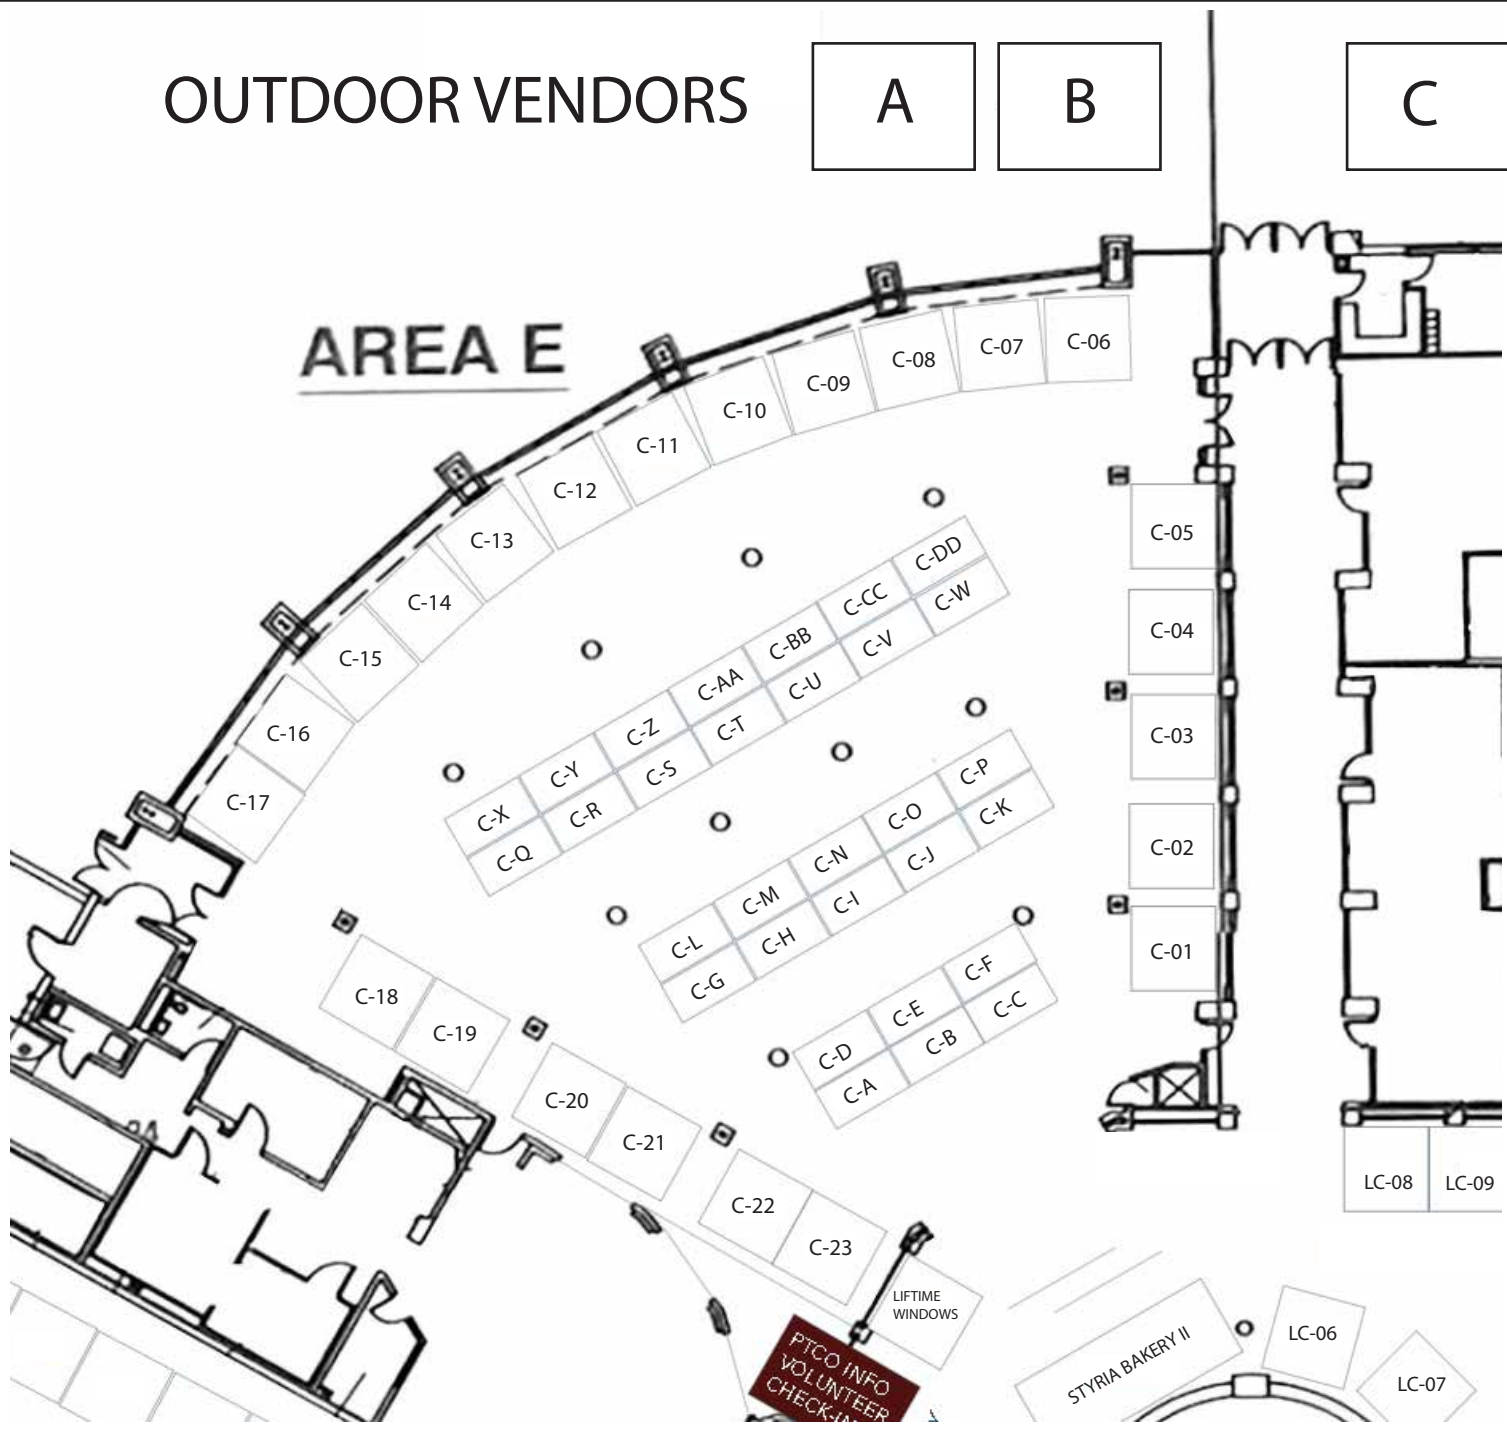 OUTDOOR VENDORS
A
B
C
AREA E
C-06
C-07
C-08
C-09
C-10
C-11
C-12
C-13
C-14
C-15
C-16
C-17
C-05
C-04
C-03
C-02
C-01
C-DD
C-CC
C-BB
C-AA
C-Z
C-Y
C-X
C-W
C-V
C-U
C-T
C-S
C-R
C-Q
C-P
C-O
C-N
C-M
C-L
C-K
C-J
C-I
C-H
C-G
C-F
C-E
C-D
C-C
C-B
C-A
C-18
C-19
C-20
C-21
C-22
C-23
LIFTIME
WINDOWS
PTCO INFO
VOLUNTEER
STYRIA BAKERY II
LC-06
LC-07
LC-08
LC-09